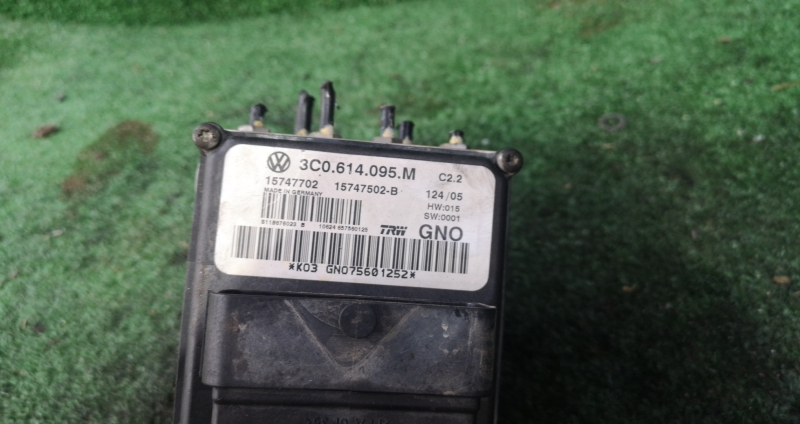 3C0.614.095.M C2.2
15747702 15747502-B 124/05
MADE IN GERMANY
HW:015
SW:0001
TRW GNO
*K03 GNO75601252*